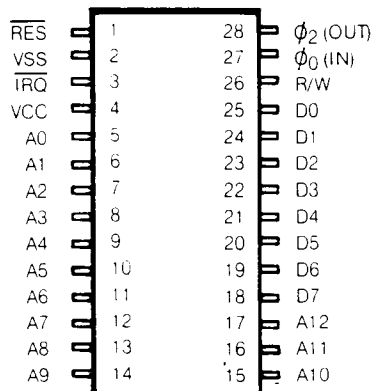 R̅E̅S̅ 1 28 ϕ2 (OUT)
VSS 2 27 ϕ0 (IN)
I̅R̅Q̅ 3 26 R/W
VCC 4 25 D0
A0 5 24 D1
A1 6 23 D2
A2 7 22 D3
A3 8 21 D4
A4 9 20 D5
A5 10 19 D6
A6 11 18 D7
A7 12 17 A12
A8 13 16 A11
A9 14 15 A10